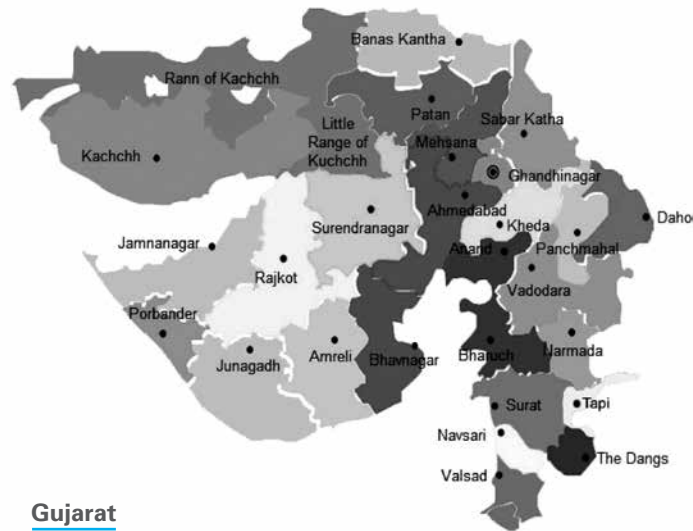 Banas Kantha
Rann of Kachchh
Patan
Sabar Katha
Little
Range of
Kuchchh
Mehsana
Kachchh
Ghandhinagar
Ahmedabad
Surendranagar
Kheda
Dahod
Jamnanagar
Anand
Panchmahal
Rajkot
Vadodara
Porbander
Junagadh
Amreli
Bhavnagar
Bharuch
Narmada
Surat
Tapi
Navsari
The Dangs
Valsad
Gujarat